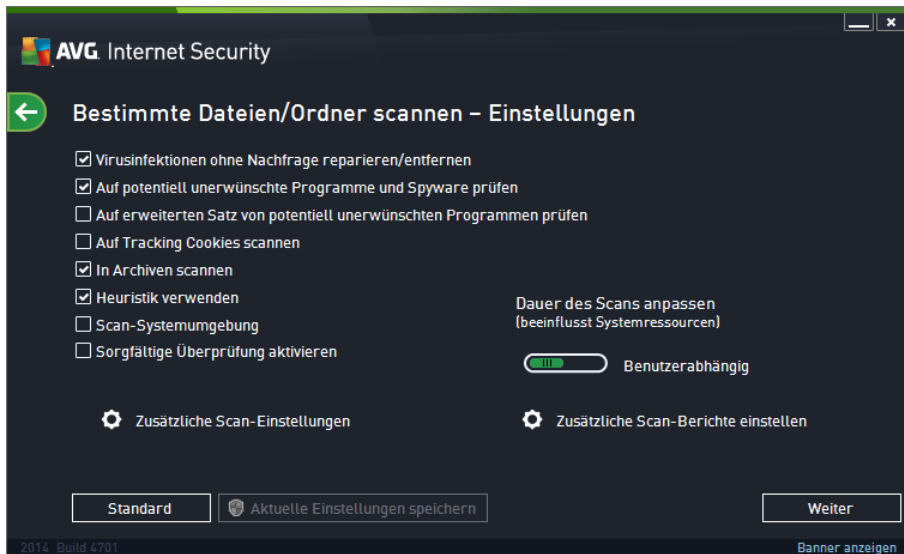 AVG. Internet Security
Bestimmte Dateien/Ordner scannen – Einstellungen
Virusinfektionen ohne Nachfrage reparieren/entfernen
Auf potentiell unerwünschte Programme und Spyware prüfen
Auf erweiterten Satz von potentiell unerwünschten Programmen prüfen
Auf Tracking Cookies scannen
In Archiven scannen
Heuristik verwenden
Scan-Systemumgebung
Sorgfältige Überprüfung aktivieren
Dauer des Scans anpassen
(beeinflusst Systemressourcen)
Benutzerabhängig
Zusätzliche Scan-Einstellungen
Zusätzliche Scan-Berichte einstellen
Standard
Aktuelle Einstellungen speichern
Weiter
2014 Build 4701
Banner anzeigen